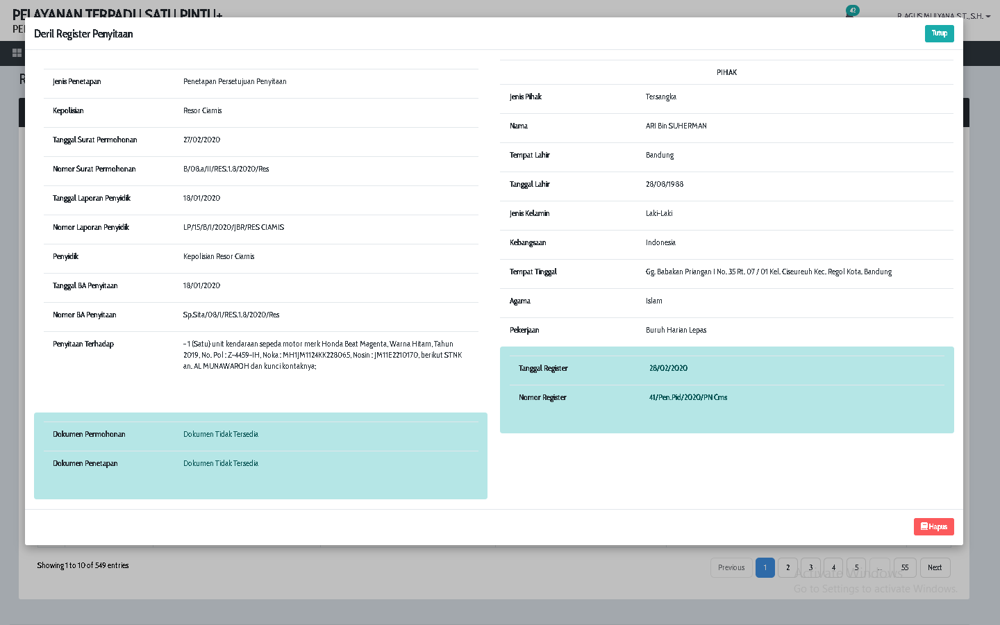 PELAYANAN TERPADU SATU PINTU+
42
R. AGUS MULYANA, S.T., S.H.
Deril Register Penyitaan
Tutup
Jenis Penetapan
Penetapan Persetujuan Penyitaan
Kepolisian
Resor Ciamis
Tanggal Surat Permohonan
27/02/2020
Nomor Surat Permohonan
B/08.a/II/RES.1.8/2020/Res
Tanggal Laporan Penyidik
18/01/2020
Nomor Laporan Penyidik
LP/15/B/I/2020/JBR/RES CIAMIS
Penyidik
Kepolisian Resor Ciamis
Tanggal BA Penyitaan
18/01/2020
Nomor BA Penyitaan
Sp.Sita/08/I/RES.1.8/2020/Res
Penyitaan Terhadap
- 1 (Satu) unit kendaraan sepeda motor merk Honda Beat Magenta, Warna Hitam, Tahun
2019, No. Pol : Z-4459-IH, Noka : MH1JM1124KK228065, Nosin : JM11E2210170, berikut STNK
an. AL MUNAWAROH dan kunci kontaknya;
Dokumen Permohonan
Dokumen Tidak Tersedia
Dokumen Penetapan
Dokumen Tidak Tersedia
PIHAK
Jenis Pihak
Tersangka
Nama
ARI Bin SUHERMAN
Tempat Lahir
Bandung
Tanggal Lahir
28/08/1988
Jenis Kelamin
Laki-Laki
Kebangsaan
Indonesia
Tempat Tinggal
Gg. Babakan Priangan I No. 35 Rt. 07 / 01 Kel. Ciseureuh Kec. Regol Kota. Bandung
Agama
Islam
Pekerjaan
Buruh Harian Lepas
Tanggal Register
28/02/2020
Nomor Register
41/Pen.Pid/2020/PN Cms
Hapus
Showing 1 to 10 of 549 entries
Previous 1 2 3 4 5 ... 55 Next
Activate Windows
Go to Settings to activate Windows.